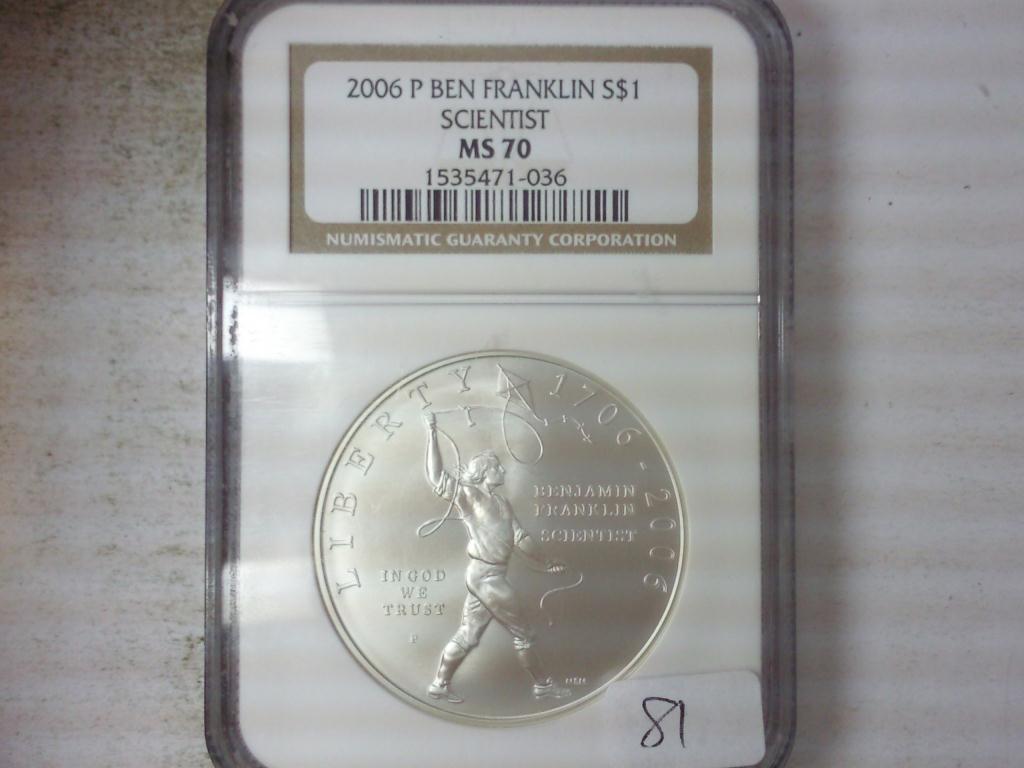 2006 P BEN FRANKLIN S$1
SCIENTIST
MS 70
1535471-036
NUMISMATIC GUARANTY CORPORATION
LIBERTY 1706-2006
BENJAMIN
FRANKLIN
SCIENTIST
IN GOD
WE
TRUST
P
81